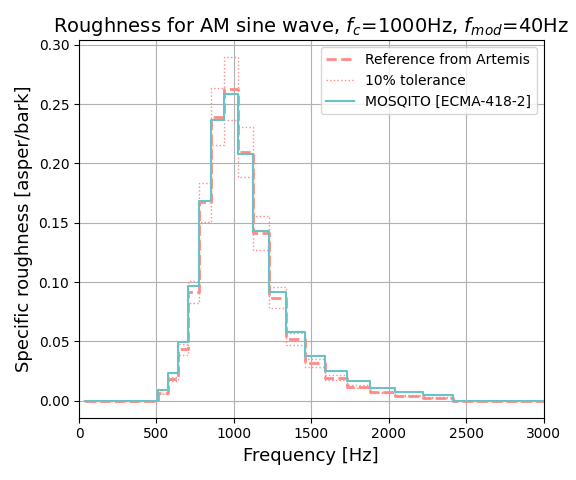 Roughness for AM sine wave, f_c=1000Hz, f_mod=40Hz
Reference from Artemis
10% tolerance
MOSQITO [ECMA-418-2]
Specific roughness [asper/bark]
0.30
0.25
0.20
0.15
0.10
0.05
0.00
0 500 1000 1500 2000 2500 3000
Frequency [Hz]